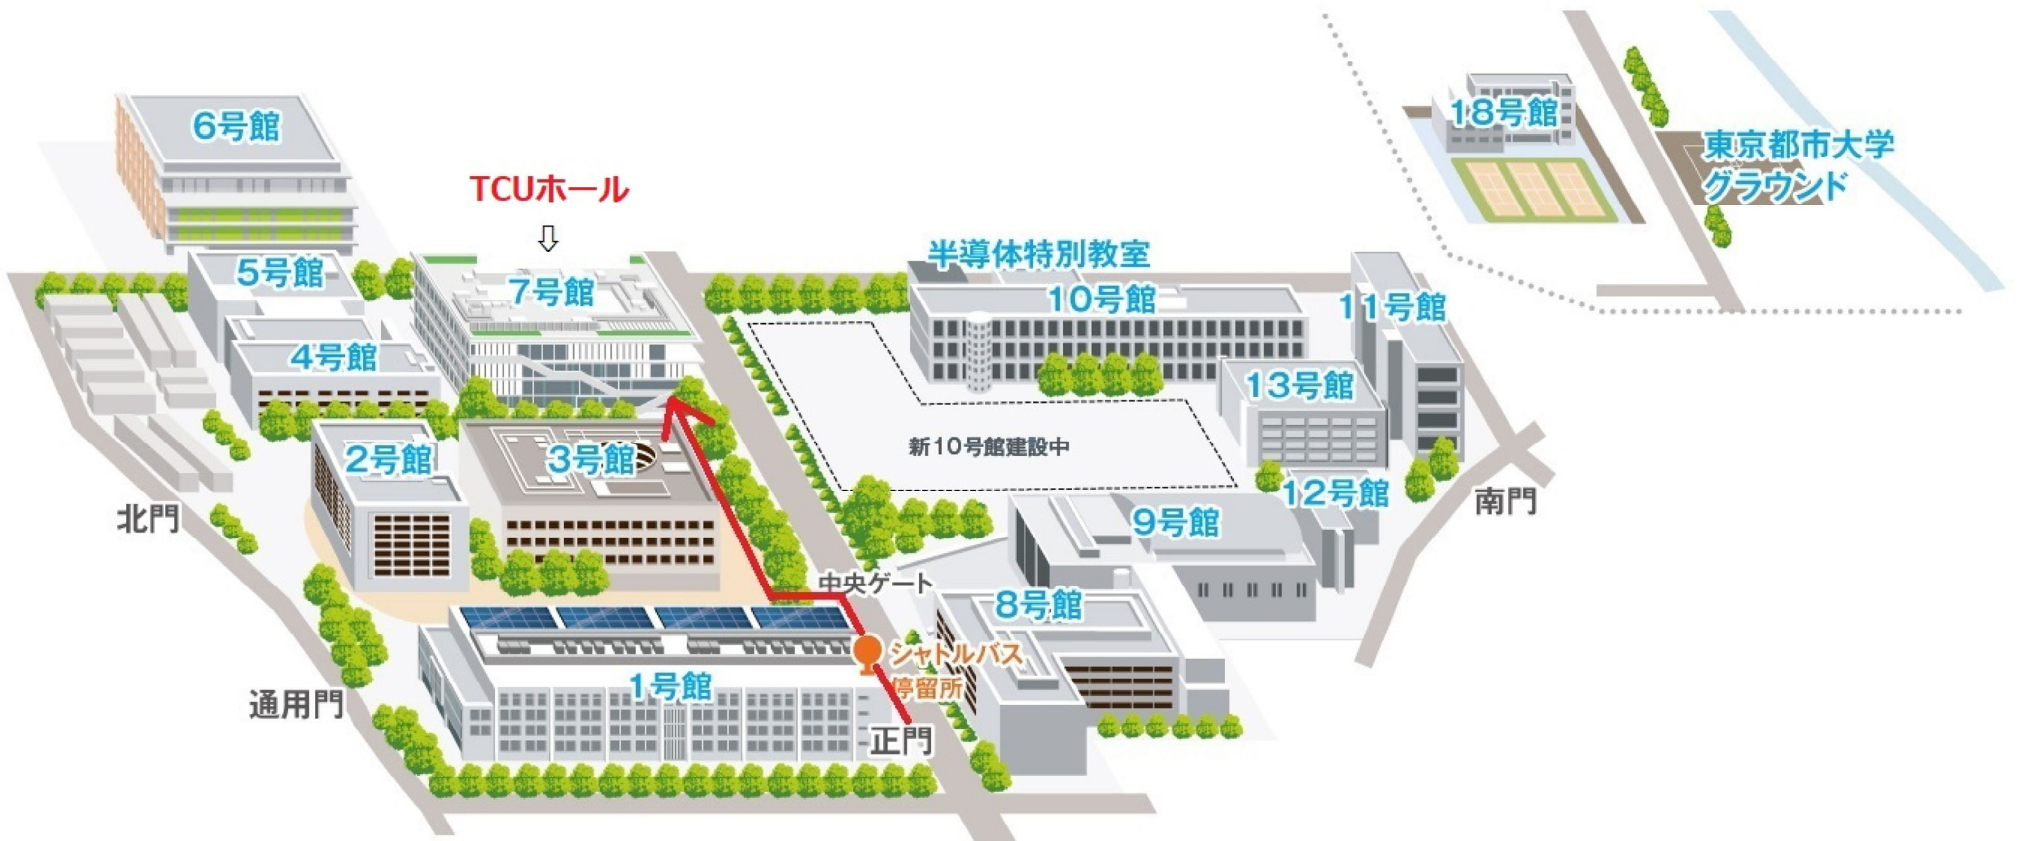 6号館
TCUホール
5号館
7号館
4号館
2号館
3号館
北門
通用門
1号館
中央ゲート
シャトルバス
停留所
正門
半導体特別教室
10号館
11号館
13号館
新10号館建設中
12号館
9号館
8号館
南門
18号館
東京都市大学
グラウンド